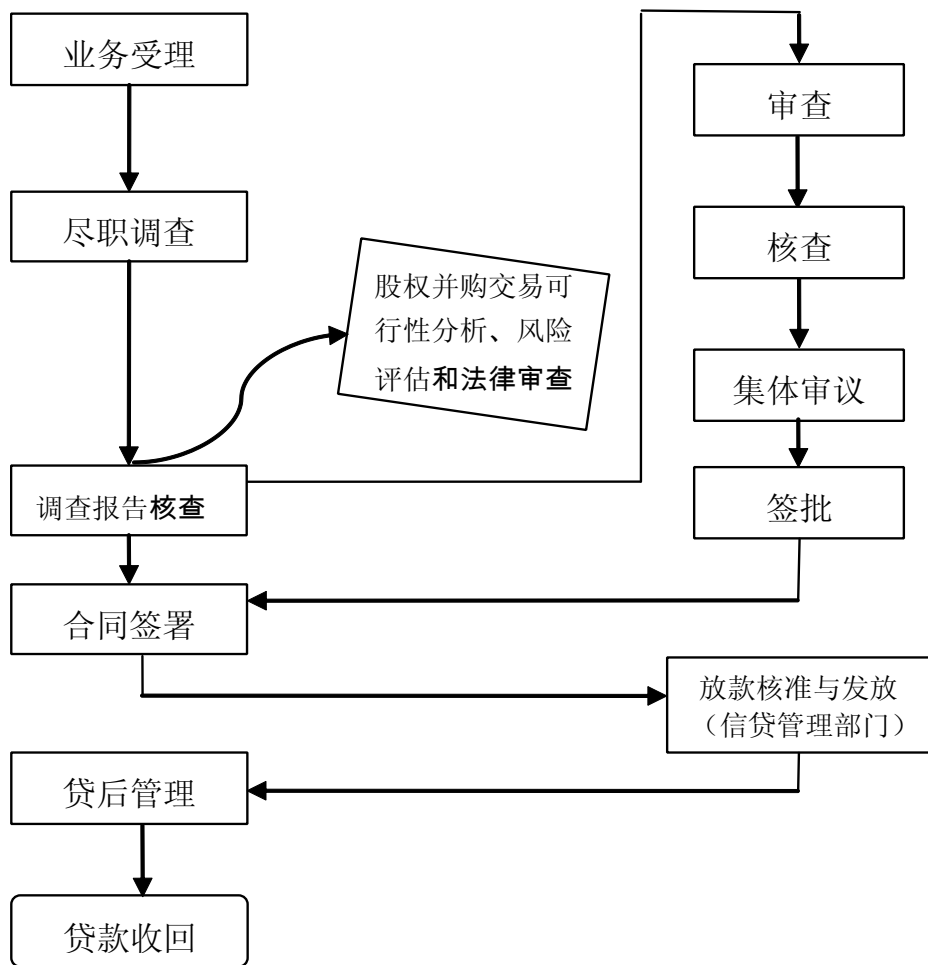 业务受理
尽职调查
股权并购交易可
行性分析、风险
评估和法律审查
调查报告核查
审查
核查
集体审议
签批
合同签署
放款核准与发放
（信贷管理部门）
贷后管理
贷款收回